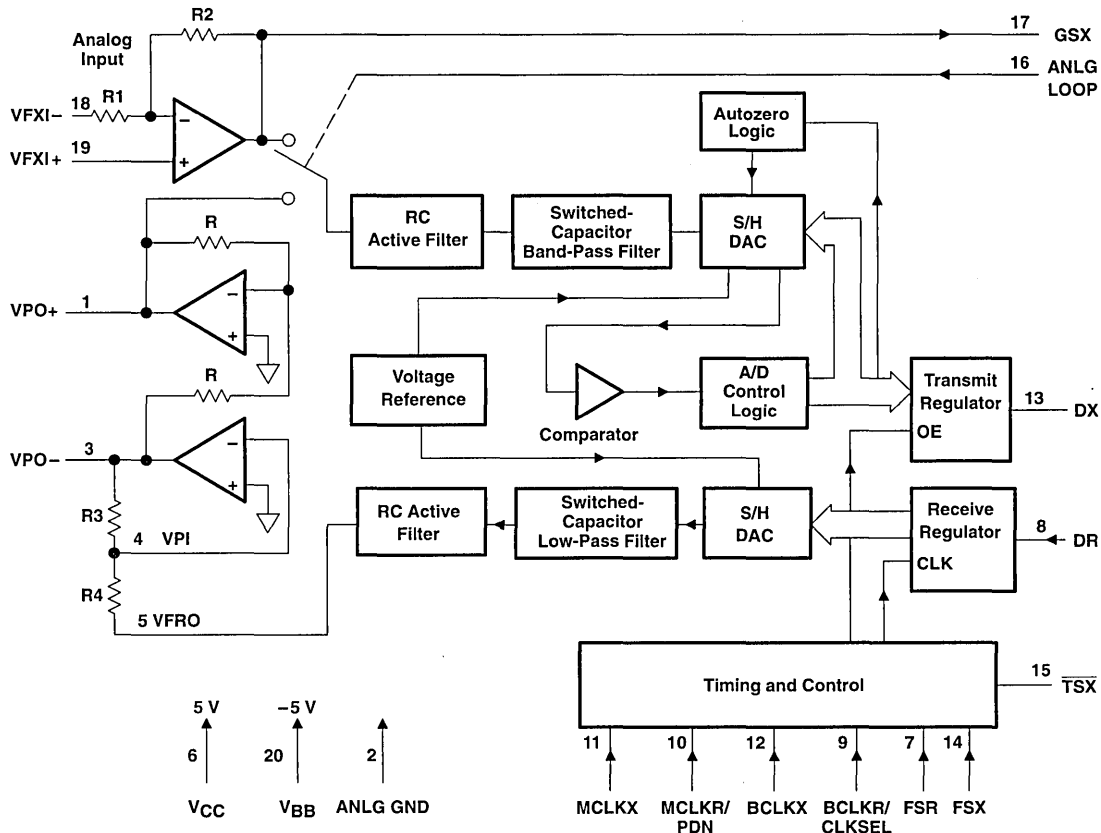 R2
17
GSX
Analog
Input
16
ANLG
LOOP
18
R1
VFXI−
−
Autozero
Logic
19
VFXI+
+
RC
Active Filter
Switched-
Capacitor
Band-Pass Filter
S/H
DAC
R
1
VPO+
−
+
Voltage
Reference
A/D
Control
Logic
Transmit
Regulator
13
DX
R
Comparator
OE
3
VPO−
−
+
RC Active
Filter
Switched-
Capacitor
Low-Pass Filter
S/H
DAC
Receive
Regulator
8
DR
R3
4 VPI
CLK
R4
5 VFRO
Timing and Control
15
TSX
5 V
−5 V
6
20
2
11
10
12
9
7
14
VCC
VBB
ANLG GND
MCLKX
MCLKR/
PDN
BCLKX
BCLKR/
CLKSEL
FSR
FSX